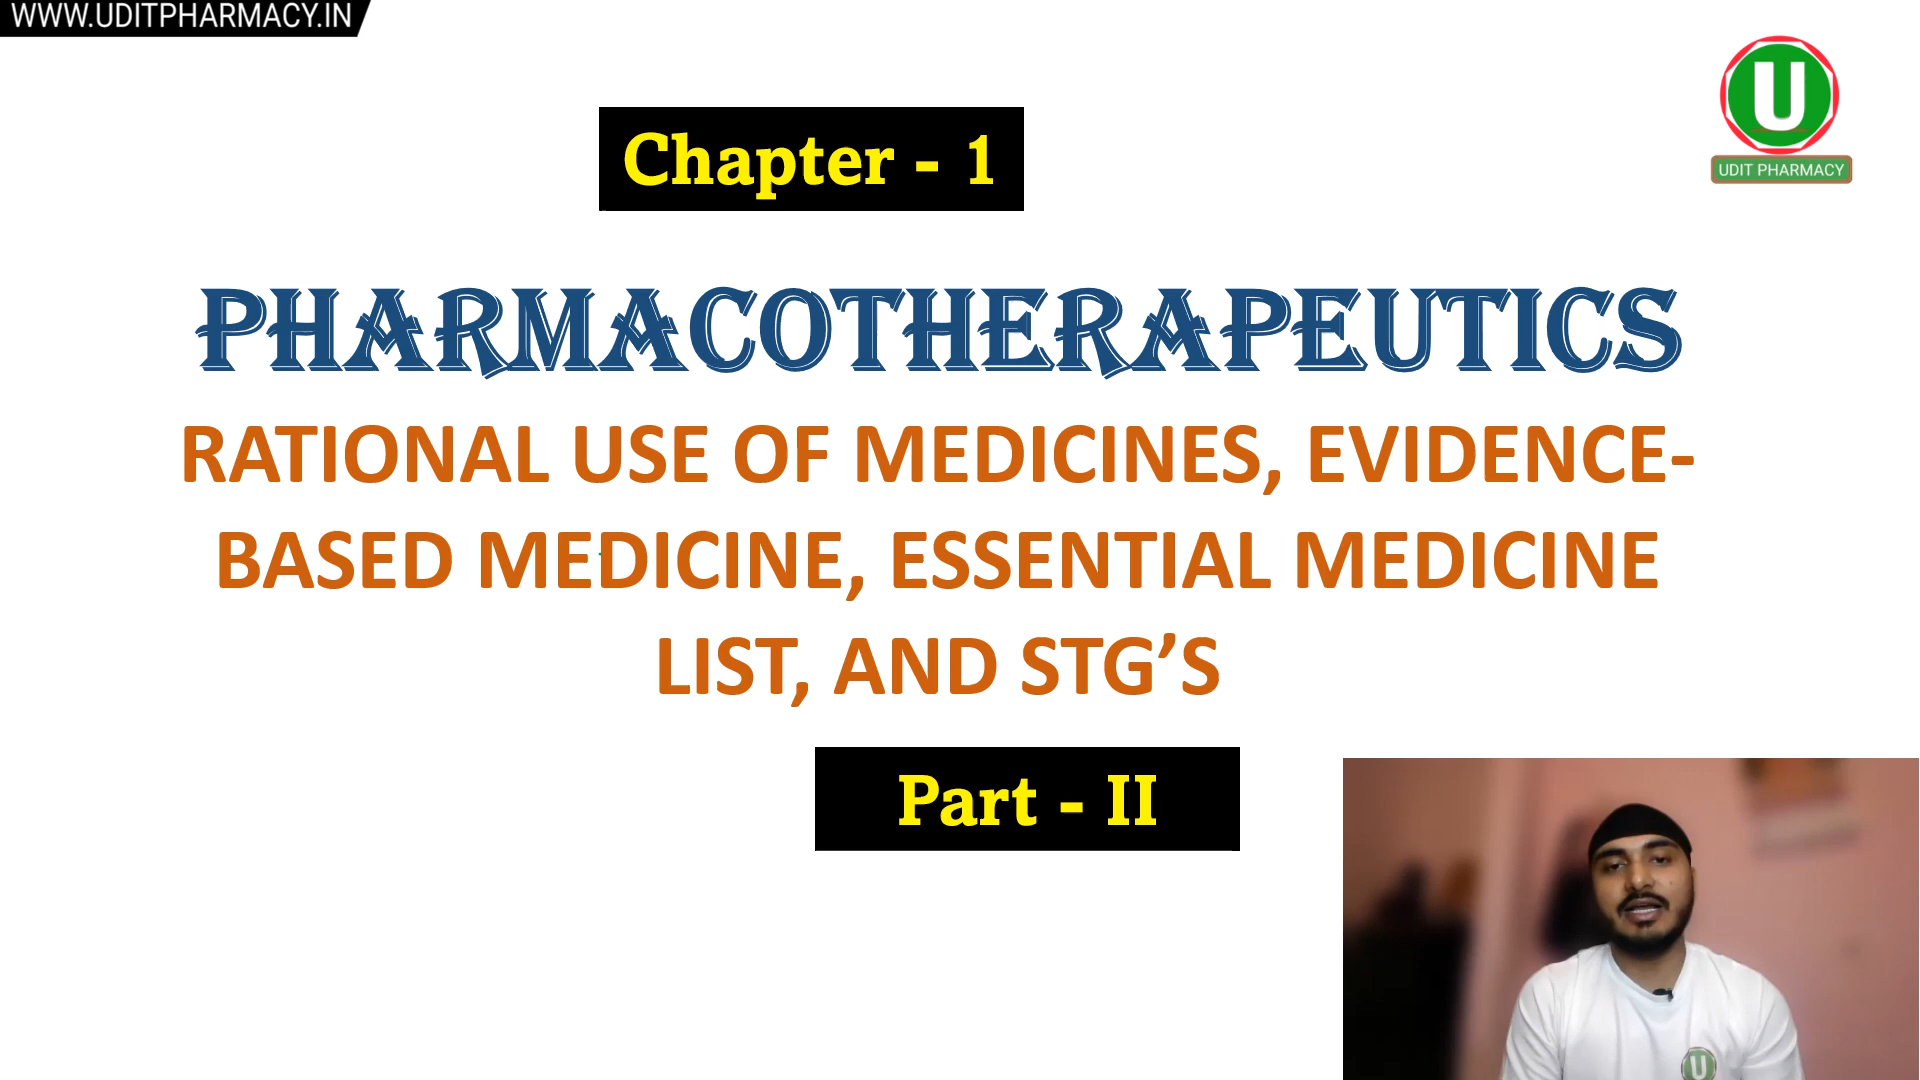 WWW.UDITPHARMACY.IN
U
UDIT PHARMACY
Chapter - 1
PHARMACOTHERAPEUTICS
RATIONAL USE OF MEDICINES, EVIDENCE-
BASED MEDICINE, ESSENTIAL MEDICINE
LIST, AND STG’S
Part - II
U